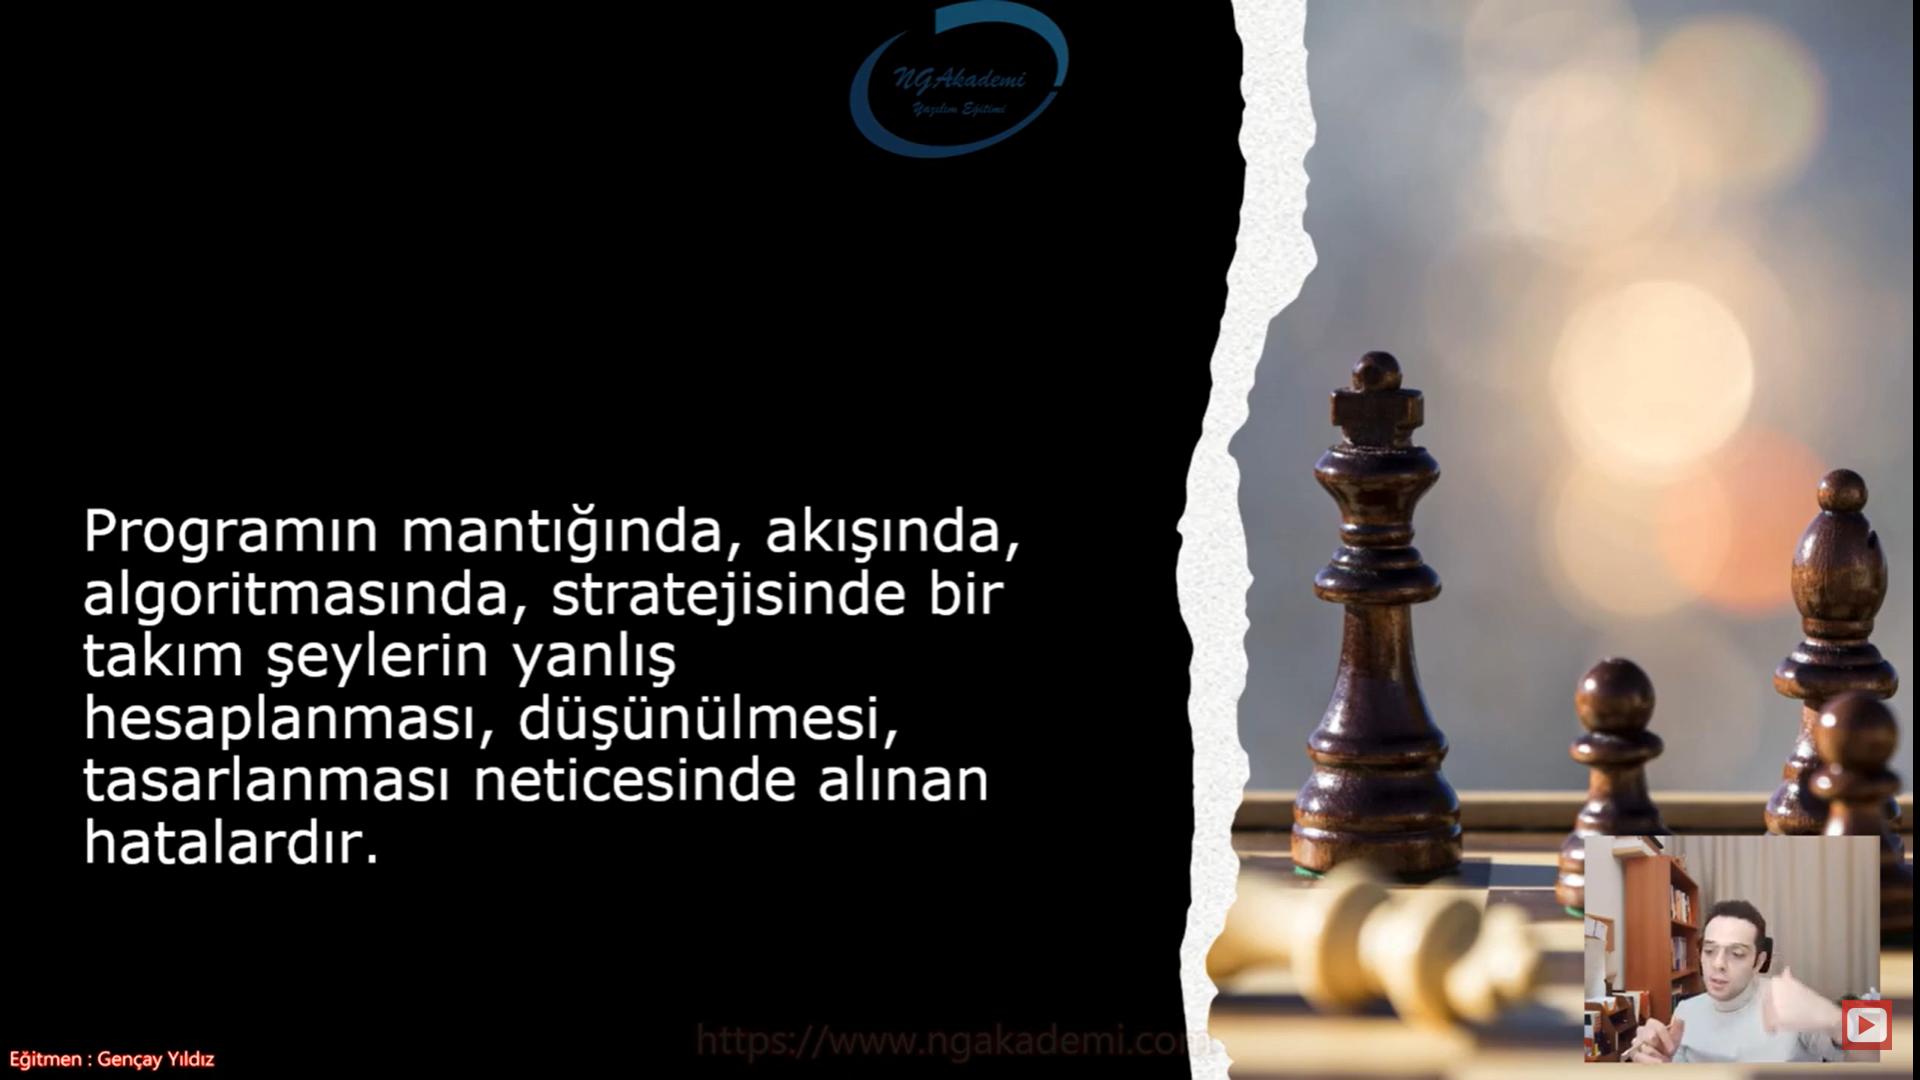 NGAkademi
Yazılım Eğitimi
Programın mantığında, akışında,
algoritmasında, stratejisinde bir
takım şeylerin yanlış
hesaplanması, düşünülmesi,
tasarlanması neticesinde alınan
hatalardır.
https://www.ngakademi.com
Eğitmen : Gençay Yıldız